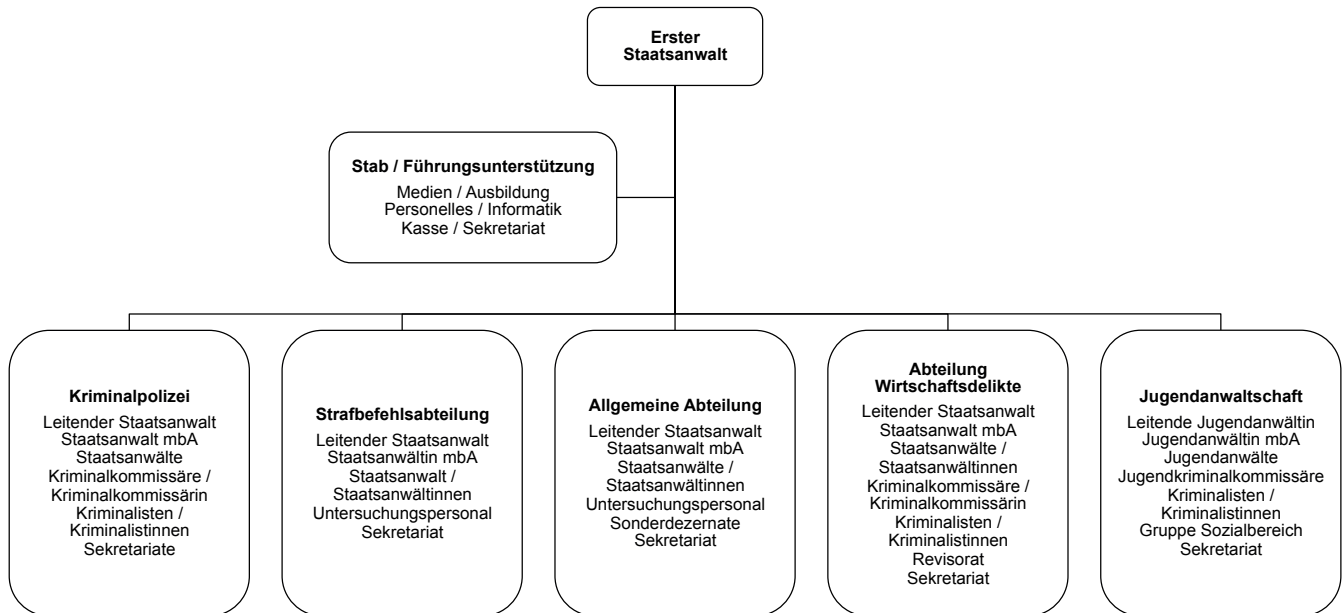 Erster
Staatsanwalt
Stab / Führungsunterstützung
Medien / Ausbildung
Personelles / Informatik
Kasse / Sekretariat
Kriminalpolizei
Leitender Staatsanwalt
Staatsanwalt mbA
Staatsanwälte
Kriminalkommissäre /
Kriminalkommissärin
Kriminalisten /
Kriminalistinnen
Sekretariate
Strafbefehlsabteilung
Leitender Staatsanwalt
Staatsanwältin mbA
Staatsanwalt /
Staatsanwältinnen
Untersuchungspersonal
Sekretariat
Allgemeine Abteilung
Leitender Staatsanwalt
Staatsanwalt mbA
Staatsanwälte /
Staatsanwältinnen
Untersuchungspersonal
Sonderdezernate
Sekretariat
Abteilung
Wirtschaftsdelikte
Leitender Staatsanwalt
Staatsanwalt mbA
Staatsanwälte /
Staatsanwältinnen
Kriminalkommissäre /
Kriminalkommissärin
Kriminalisten /
Kriminalistinnen
Revisorat
Sekretariat
Jugendanwaltschaft
Leitende Jugendanwältin
Jugendanwältin mbA
Jugendanwälte
Jugendkriminalkommissäre
Kriminalisten /
Kriminalistinnen
Gruppe Sozialbereich
Sekretariat